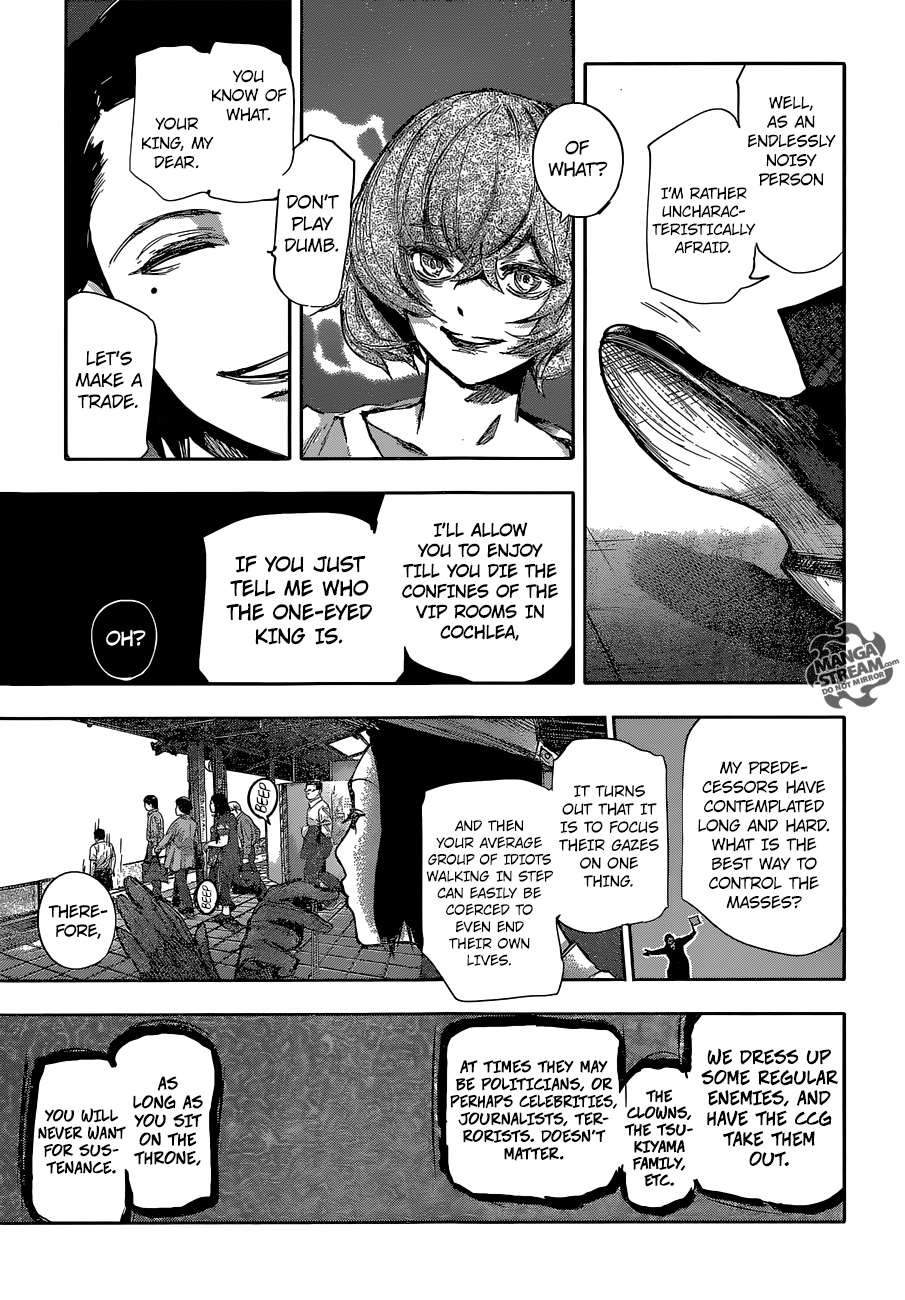 WELL,
AS AN
ENDLESSLY
NOISY
PERSON
I'M RATHER
UNCHARAC-
TERISTICALLY
AFRAID.
OF
WHAT?
DON'T
PLAY
DUMB.
YOU
KNOW OF
WHAT.
YOUR
KING, MY
DEAR.
LET'S
MAKE A
TRADE.
I'LL ALLOW
YOU TO ENJOY
TILL YOU DIE THE
CONFINES OF THE
VIP ROOMS IN
COCHLEA,
IF YOU JUST
TELL ME WHO
THE ONE-EYED
KING IS.
OH?
MANGA
STREAM.com
DO NOT MIRROR
MY PREDE-
CESSORS HAVE
CONTEMPLATED
LONG AND HARD.
WHAT IS THE
BEST WAY TO
CONTROL THE
MASSES?
IT TURNS
OUT THAT IT
IS TO FOCUS
THEIR GAZES
ON ONE
THING.
AND THEN
YOUR AVERAGE
GROUP OF IDIOTS
WALKING IN STEP
CAN EASILY BE
COERCED TO
EVEN END
THEIR OWN
LIVES.
BEEP
BEEP
THERE-
FORE,
WE DRESS UP
SOME REGULAR
ENEMIES, AND
HAVE THE CCG
TAKE THEM
OUT.
THE
CLOWNS,
THE TSU-
KIYAMA
FAMILY,
ETC.
AT TIMES THEY MAY
BE POLITICIANS, OR
PERHAPS CELEBRITIES,
JOURNALISTS, TER-
RORISTS. DOESN'T
MATTER.
AS
LONG AS
YOU SIT
ON THE
THRONE,
YOU WILL
NEVER WANT
FOR SUS-
TENANCE.